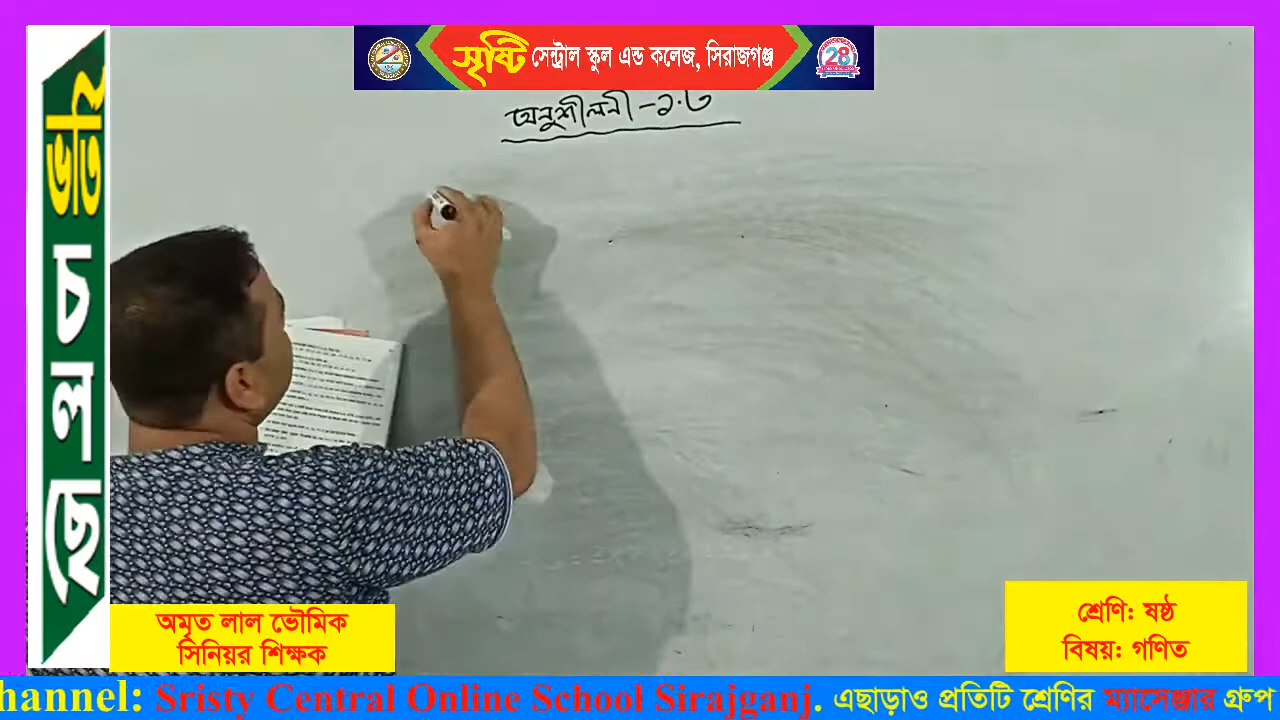 সৃষ্টি সেন্ট্রাল স্কুল এন্ড কলেজ, সিরাজগঞ্জ
28
অনুশীলনী-১.৩
ভর্তি চলছে
অমৃত লাল ভৌমিক
সিনিয়র শিক্ষক
শ্রেণি: ষষ্ঠ
বিষয়: গণিত
hannel: Sristy Central Online School Sirajganj. এছাড়াও প্রতিটি শ্রেণির ম্যাসেঞ্জার গ্রুপ